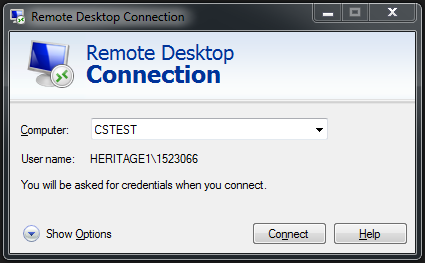 Remote Desktop Connection
Remote Desktop
Connection
Computer: CSTEST
User name: HERITAGE1\1523066
You will be asked for credentials when you connect.
Show Options Connect Help